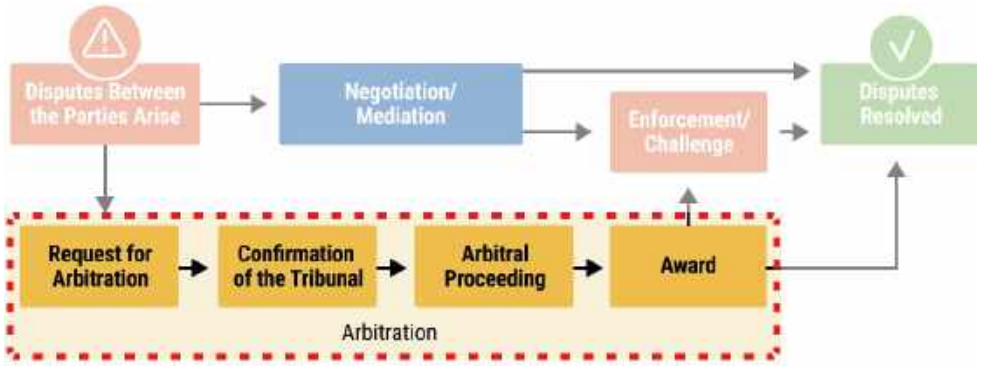 Disputes Between
the Parties Arise
Negotiation/
Mediation
Enforcement/
Challenge
Disputes
Resolved
Request for
Arbitration
Confirmation
of the Tribunal
Arbitral
Proceeding
Award
Arbitration